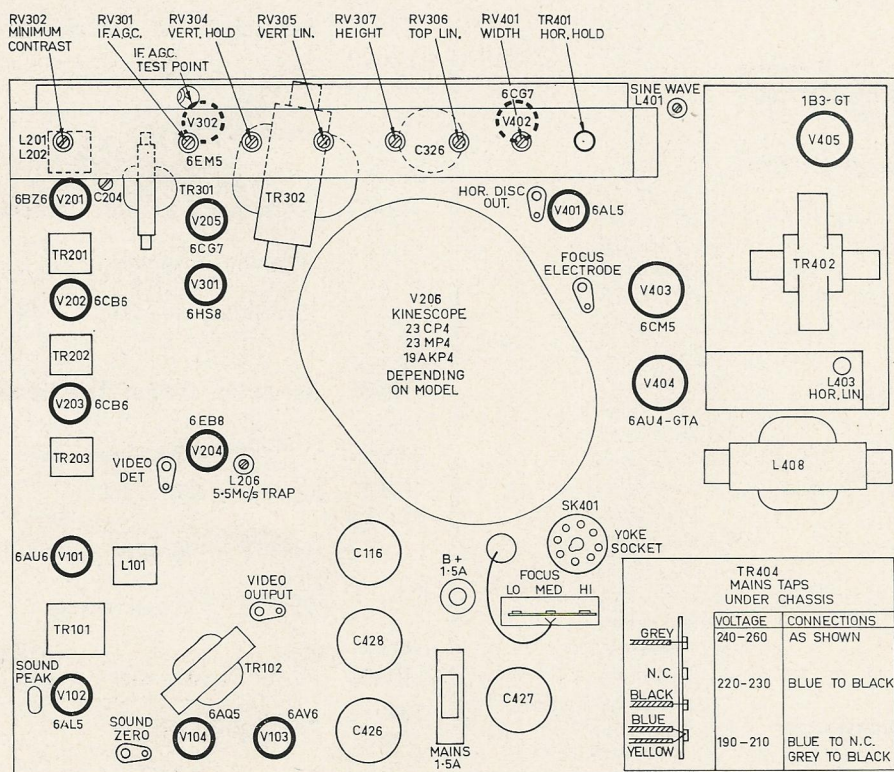 RV302
MINIMUM
CONTRAST
RV301
I.F.A.G.C.
RV304
VERT. HOLD
RV305
VERT LIN.
RV307
HEIGHT
RV306
TOP LIN.
RV401
WIDTH
TR401
HOR. HOLD
I.F. A.G.C.
TEST POINT
V302
6EM5
L201
L202
C326
6CG7
V402
SINE WAVE
L401
1B3-GT
V405
6BZ6
V201
C204
TR301
V205
6CG7
TR302
HOR. DISC
OUT.
V401
6AL5
TR201
V301
6HS8
FOCUS
ELECTRODE
TR402
V202
6CB6
V206
KINESCOPE
23 CP4
23 MP4
19AKP4
DEPENDING
ON MODEL
V403
6CM5
TR202
V404
6AU4-GTA
L403
HOR. LIN.
V203
6CB6
6EB8
V204
TR203
VIDEO
DET
L206
5·5Mc/s TRAP
L408
SK401
YOKE
SOCKET
6AU6
V101
L101
C116
B+
1·5A
FOCUS
LO MED HI
VIDEO
OUTPUT
TR101
C428
TR102
SOUND
PEAK
V102
6AL5
C427
SOUND
ZERO
6AQ5
V104
6AV6
V103
C426
MAINS
1·5A
TR404
MAINS TAPS
UNDER CHASSIS
VOLTAGE CONNECTIONS
GREY
240-260 AS SHOWN
N.C.
220-230 BLUE TO BLACK
BLACK
BLUE
YELLOW
190-210 BLUE TO N.C.
GREY TO BLACK